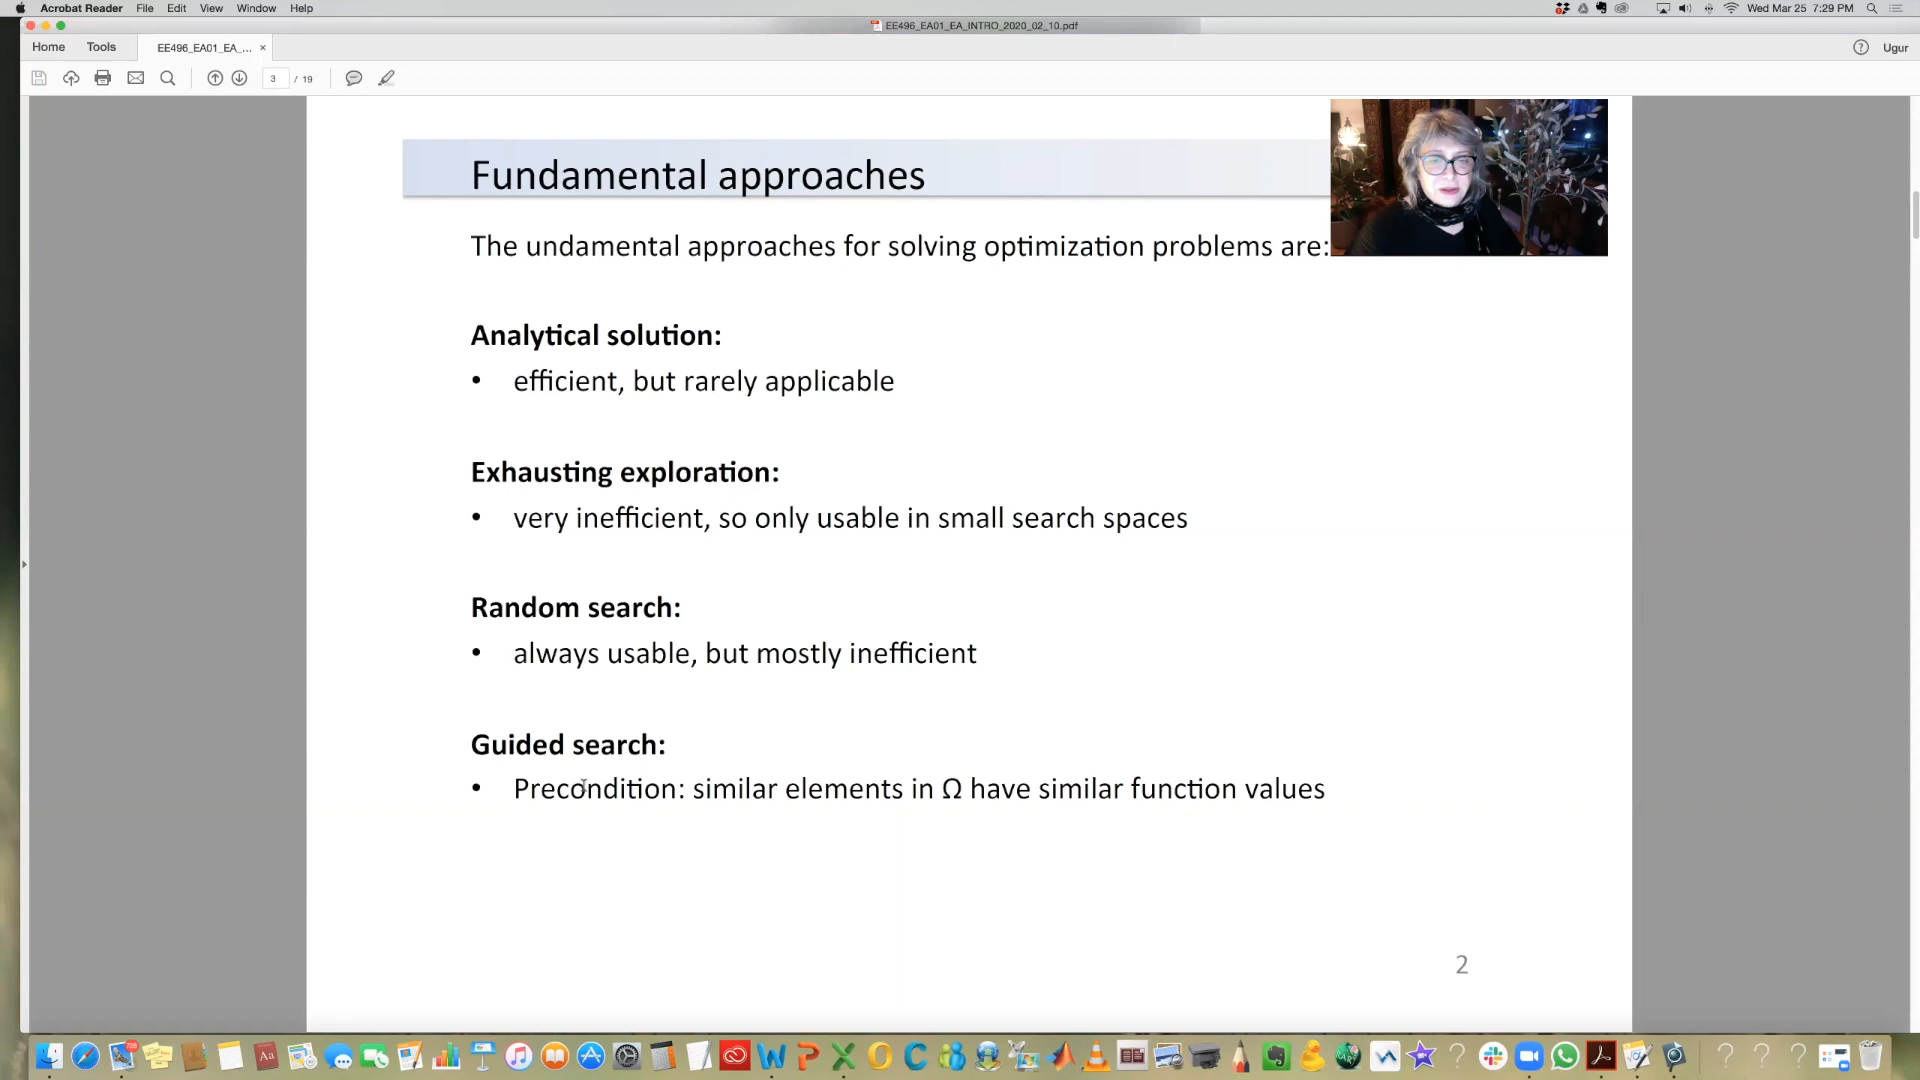 Acrobat Reader File Edit View Window Help
Wed Mar 25 7:29 PM
EE496_EA01_EA_INTRO_2020_02_10.pdf
Home Tools EE496_EA01_EA_... ×
Ugur
3 / 19
Fundamental approaches
The undamental approaches for solving optimization problems are:
Analytical solution:
• efficient, but rarely applicable
Exhausting exploration:
• very inefficient, so only usable in small search spaces
Random search:
• always usable, but mostly inefficient
Guided search:
• Precondition: similar elements in Ω have similar function values
2